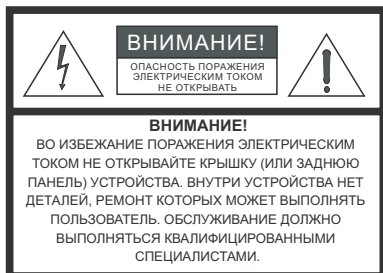 ВНИМАНИЕ!
ОПАСНОСТЬ ПОРАЖЕНИЯ
ЭЛЕКТРИЧЕСКИМ ТОКОМ
НЕ ОТКРЫВАТЬ
ВНИМАНИЕ!
ВО ИЗБЕЖАНИЕ ПОРАЖЕНИЯ ЭЛЕКТРИЧЕСКИМ
ТОКОМ НЕ ОТКРЫВАЙТЕ КРЫШКУ (ИЛИ ЗАДНЮЮ
ПАНЕЛЬ) УСТРОЙСТВА. ВНУТРИ УСТРОЙСТВА НЕТ
ДЕТАЛЕЙ, РЕМОНТ КОТОРЫХ МОЖЕТ ВЫПОЛНЯТЬ
ПОЛЬЗОВАТЕЛЬ. ОБСЛУЖИВАНИЕ ДОЛЖНО
ВЫПОЛНЯТЬСЯ КВАЛИФИЦИРОВАННЫМИ
СПЕЦИАЛИСТАМИ.